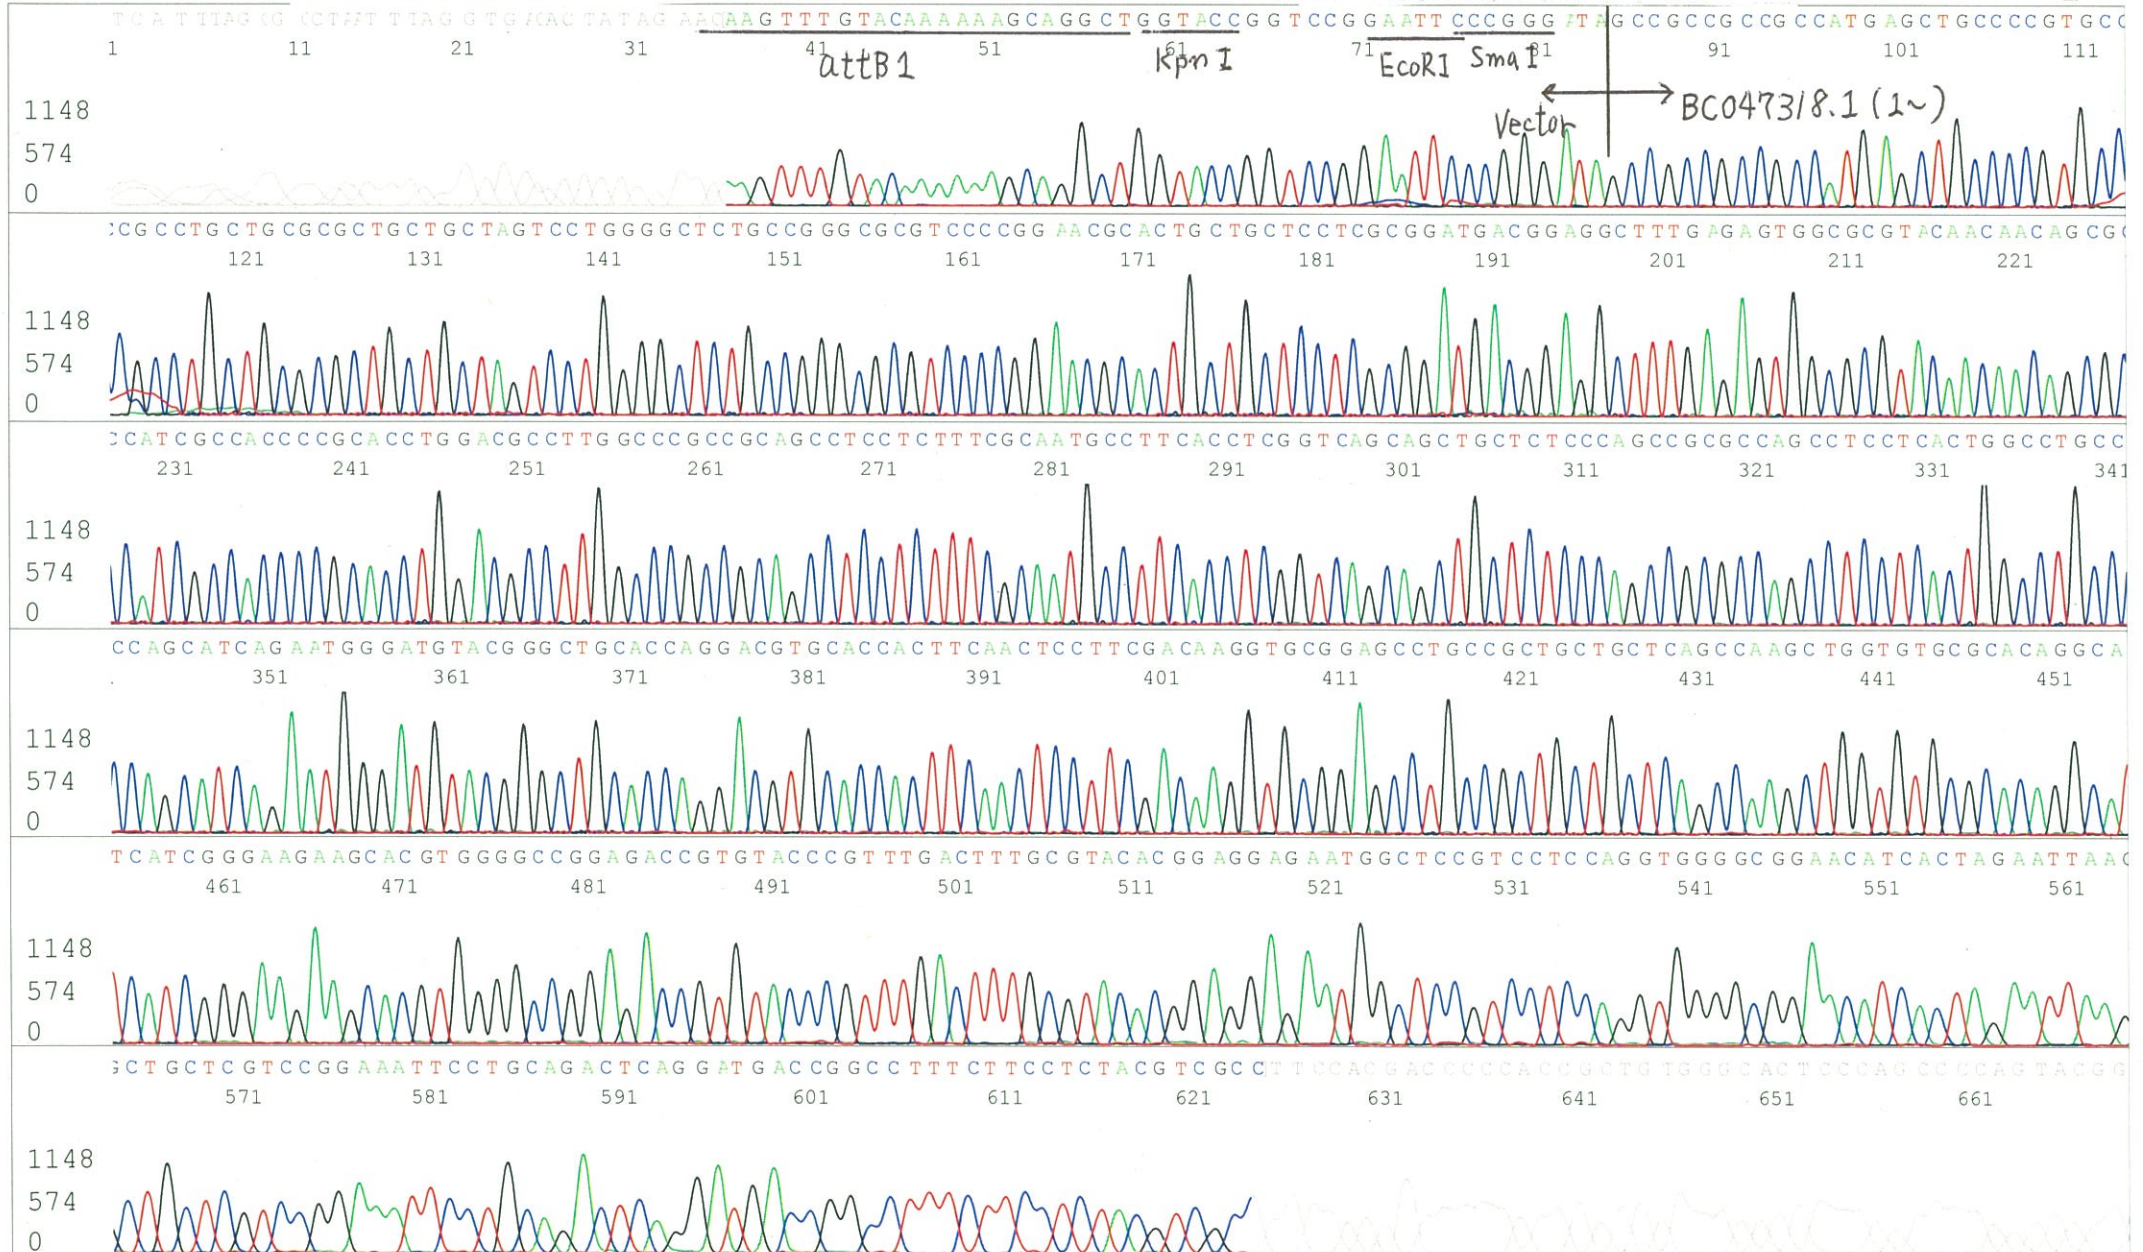 AAGTTTGTACAAAAAAGCAGGCTGGTACCGGTCCGGAATTCCCGGGATAGCCGCCGCCGCCATGAGCTGCCCCGTGCC
1 11 21 31 41 51 61 71 81 91 101 111
attB1 KpnI EcoRI SmaI
Vector BC047318.1 (1~)
1148
574
0
CGCCTGCTGCGCGCTGCTGCTAGTCCTGGGGCTCTGCCGGGCGCGTCCCCGGAACGCACTGCTGCTCCTCGCGGATGACGGAGGCTTTGAGAGTGGCGCGTACAACAACAGCGC
121 131 141 151 161 171 181 191 201 211 221
1148
574
0
CCATCGCCACCCCGCACCTGGACGCCTTGGCCCGCCGCAGCCTCCTCTTTCGCAATGCCTTCACCTCGGTCAGCAGCTGCTCTCCCAGCCGCGCCAGCCTCCTCACTGGCCTGCC
231 241 251 261 271 281 291 301 311 321 331 341
1148
574
0
CCAGCATCAGAATGGGATGTACGGGCTGCACCAGGACGTGCACCACTTCAACTCCTTCGACAAGGTGCGGAGCCTGCCGCTGCTGCTCAGCCAAGCTGGTGTGCGCACAGGCA
351 361 371 381 391 401 411 421 431 441 451
1148
574
0
TCATCGGGAAGAAGCACGTGGGGCCGGAGACCGTGTACCCGTTTGACTTTGCGTACACGGAGGAGAATGGCTCCGTCCTCCAGGTGGGGCGGAACATCACTAGAATTAAG
461 471 481 491 501 511 521 531 541 551 561
1148
574
0
GCTGCTCGTCCGGAAATTCCTGCAGACTCAGGATGACCGGCCTTTCTTCCTCTACGTCGCCTTCCACGACCCCCACCGCTGTGGGCACTCCCAGCCCCAGTACGG
571 581 591 601 611 621 631 641 651 661
1148
574
0